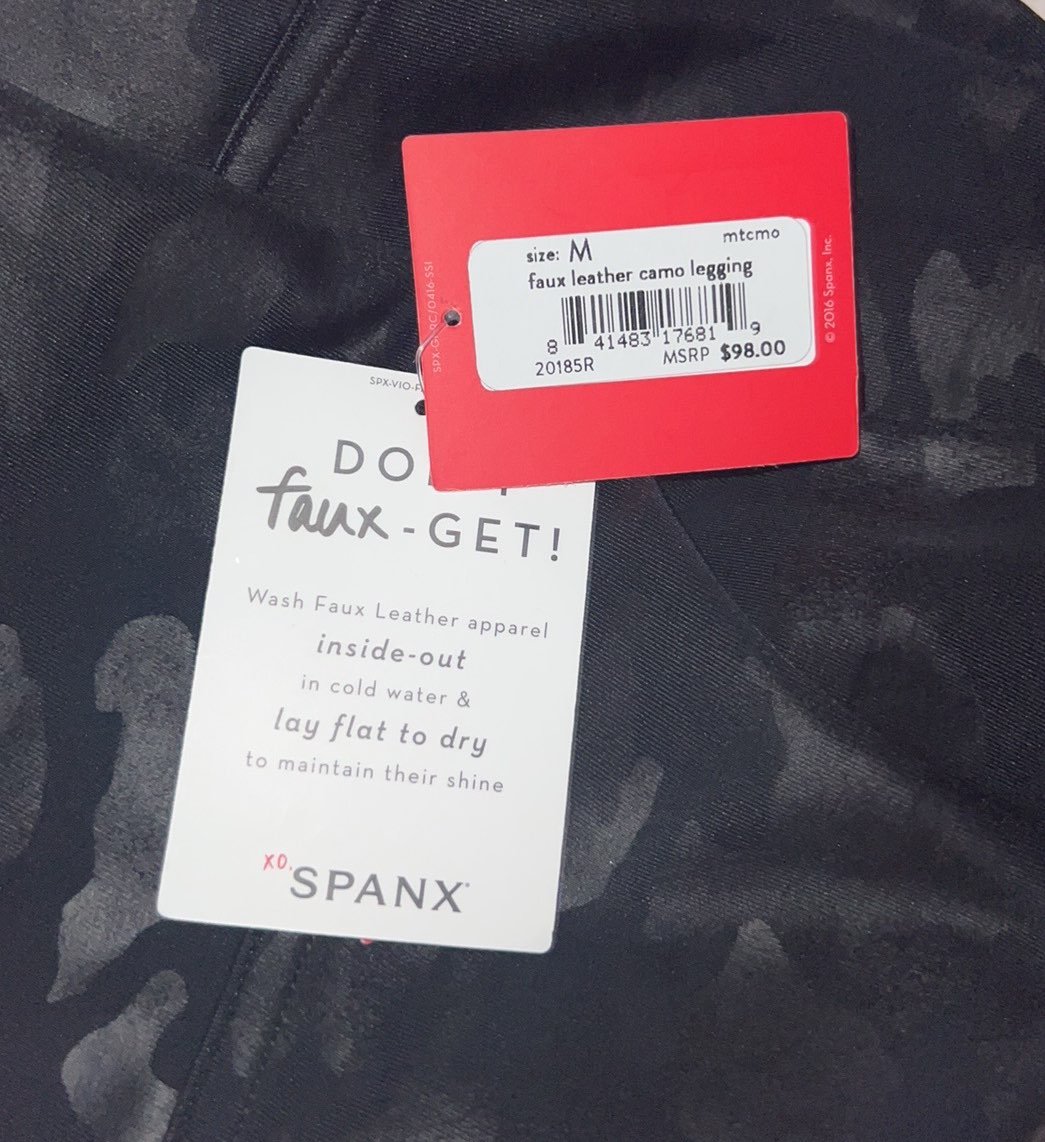 size: M
mtcmo
faux leather camo legging
8 41483 17681 9
20185R
MSRP $98.00
© 2016 Spanx, Inc.
SPX-VIO-
faux-GET!
Wash Faux Leather apparel
inside-out
in cold water &
lay flat to dry
to maintain their shine
xo,
SPANX